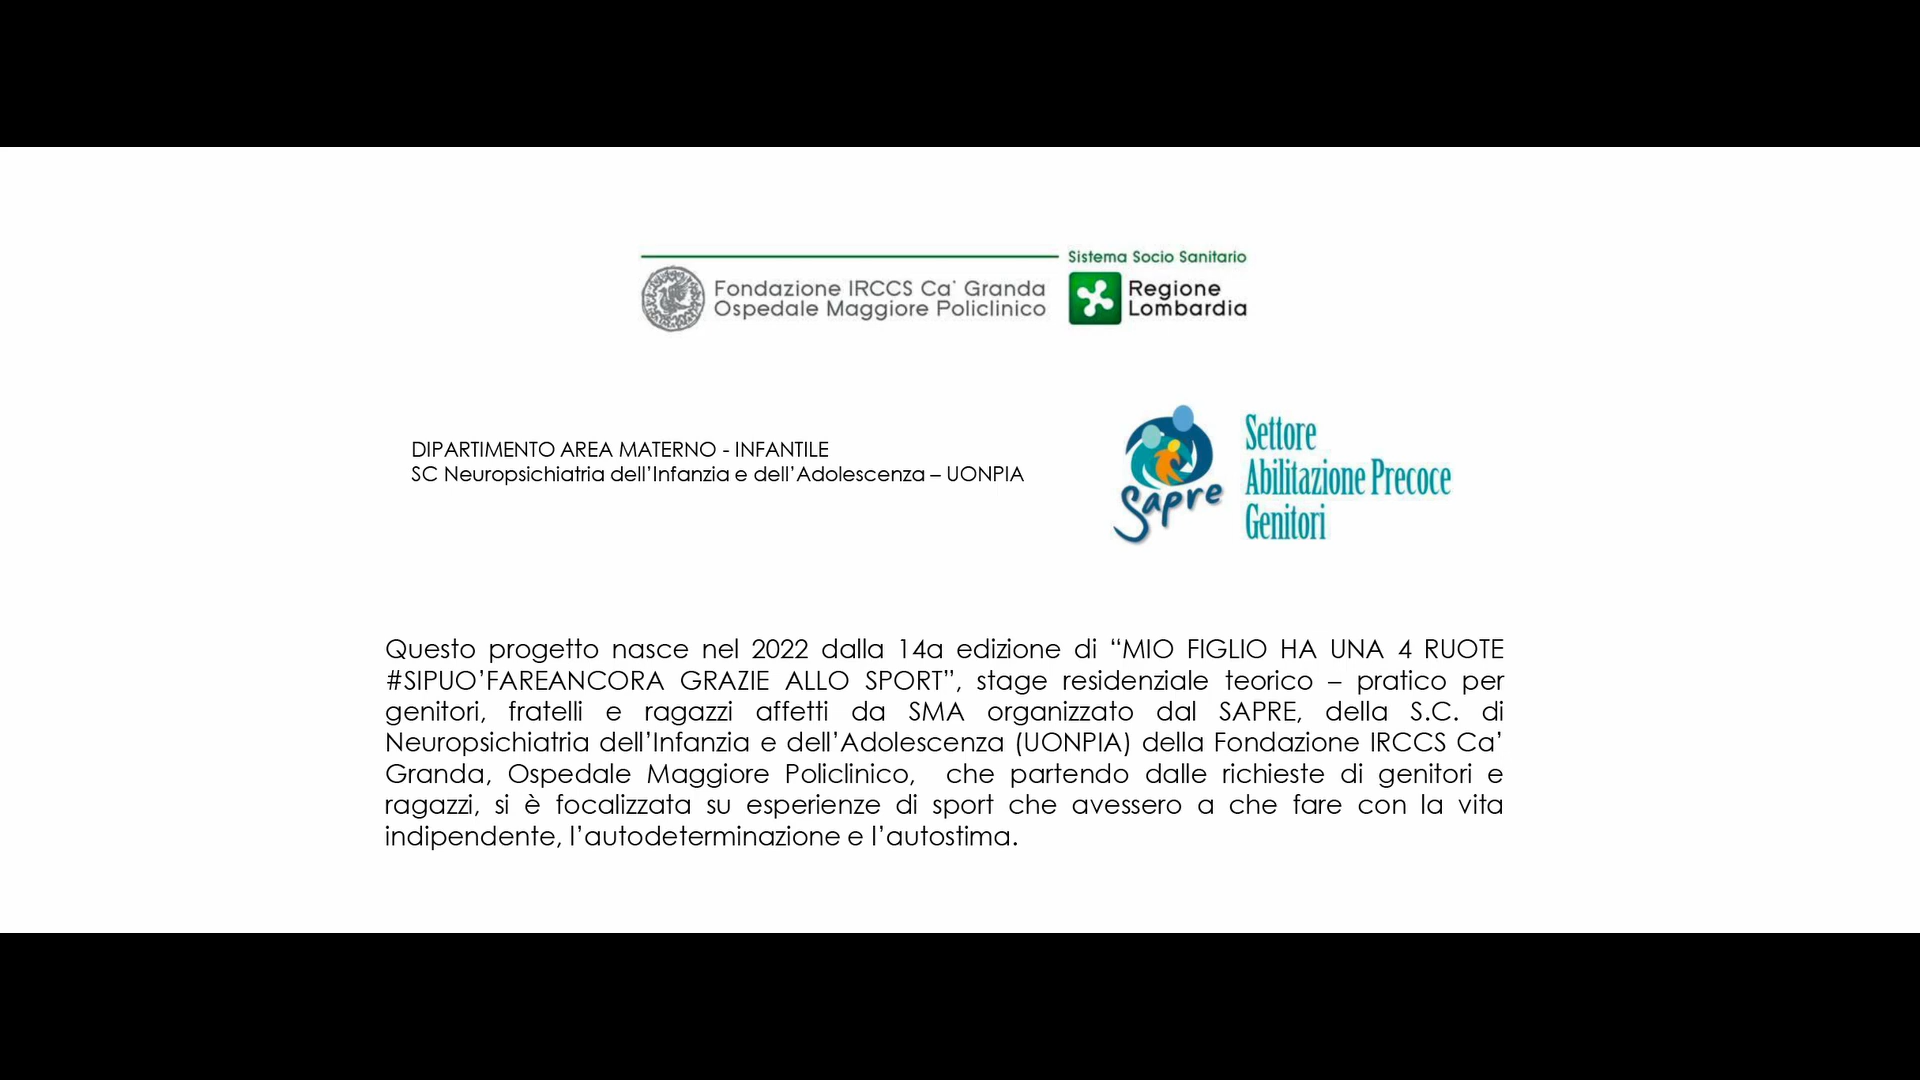 Sistema Socio Sanitario
Fondazione IRCCS Ca' Granda
Ospedale Maggiore Policlinico
Regione
Lombardia
DIPARTIMENTO AREA MATERNO - INFANTILE
SC Neuropsichiatria dell’Infanzia e dell’Adolescenza – UONPIA
Sapre
Settore
Abilitazione Precoce
Genitori
Questo progetto nasce nel 2022 dalla 14a edizione di “MIO FIGLIO HA UNA 4 RUOTE
#SIPUO’FAREANCORA GRAZIE ALLO SPORT”, stage residenziale teorico – pratico per
genitori, fratelli e ragazzi affetti da SMA organizzato dal SAPRE, della S.C. di
Neuropsichiatria dell’Infanzia e dell’Adolescenza (UONPIA) della Fondazione IRCCS Ca’
Granda, Ospedale Maggiore Policlinico, che partendo dalle richieste di genitori e
ragazzi, si è focalizzata su esperienze di sport che avessero a che fare con la vita
indipendente, l’autodeterminazione e l’autostima.